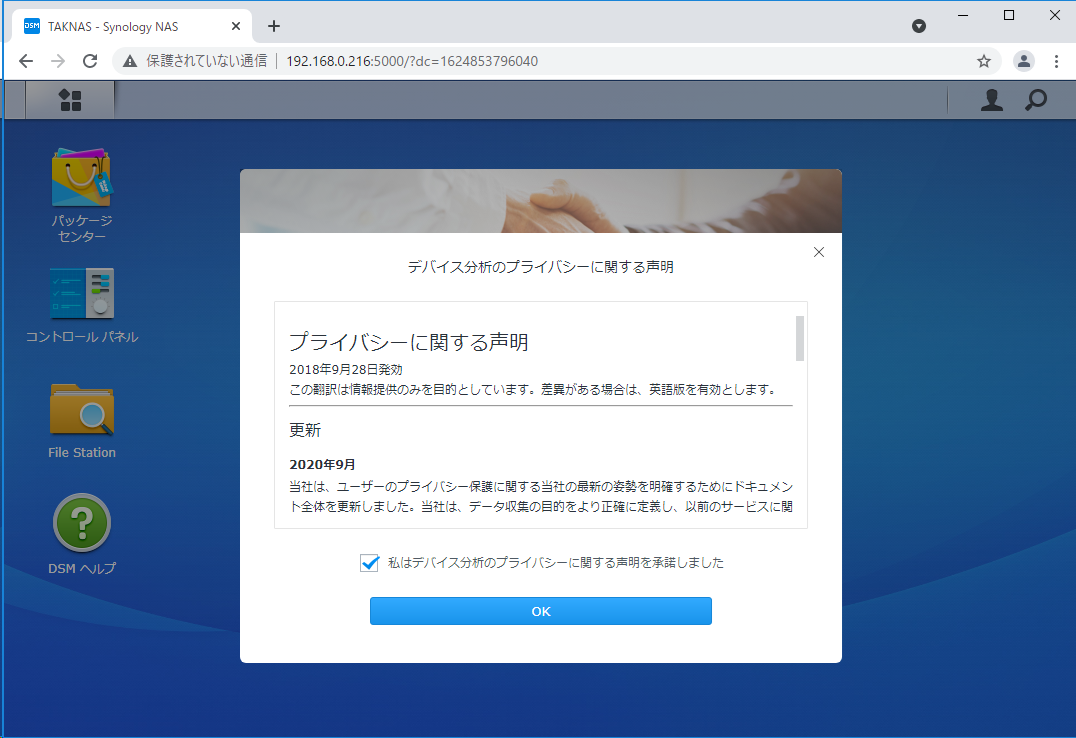 DSM TAKNAS - Synology NAS
保護されていない通信 192.168.0.216:5000/?dc=1624853796040
パッケージ
センター
コントロール パネル
File Station
DSM ヘルプ
デバイス分析のプライバシーに関する声明
プライバシーに関する声明
2018年9月28日発効
この翻訳は情報提供のみを目的としています。差異がある場合は、英語版を有効とします。
更新
2020年9月
当社は、ユーザーのプライバシー保護に関する当社の最新の姿勢を明確するためにドキュメン
ト全体を更新しました。当社は、データ収集の目的をより正確に定義し、以前のサービスに関
私はデバイス分析のプライバシーに関する声明を承諾しました
OK